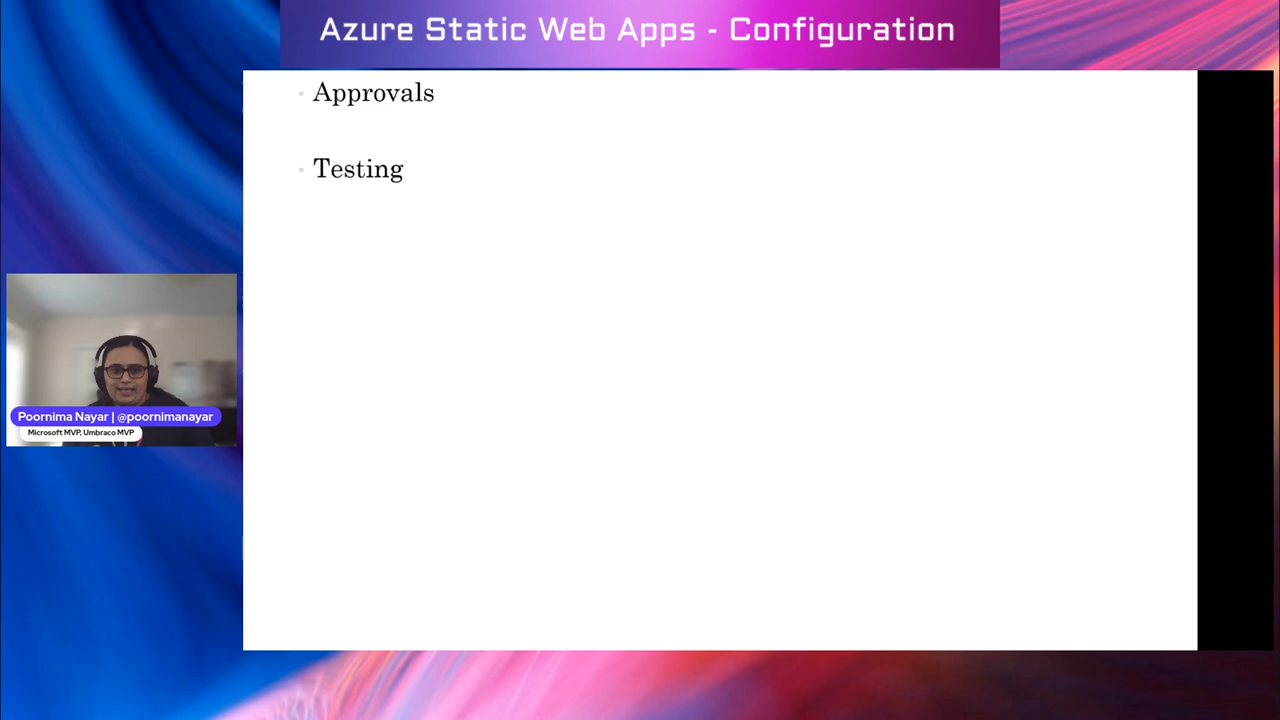 Azure Static Web Apps - Configuration
Approvals
Testing
Poornima Nayar | @poornimanayar
Microsoft MVP, Umbraco MVP